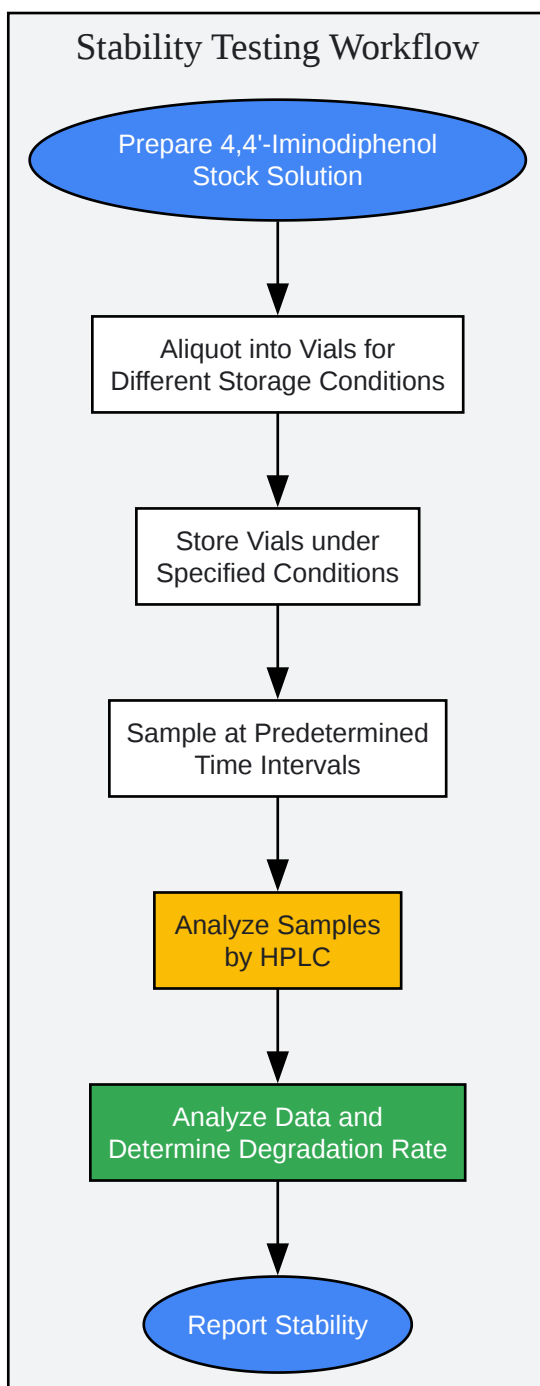 Stability Testing Workflow
Prepare 4,4'-Iminodiphenol
Stock Solution
Aliquot into Vials for
Different Storage Conditions
Store Vials under
Specified Conditions
Sample at Predetermined
Time Intervals
Analyze Samples
by HPLC
Analyze Data and
Determine Degradation Rate
Report Stability